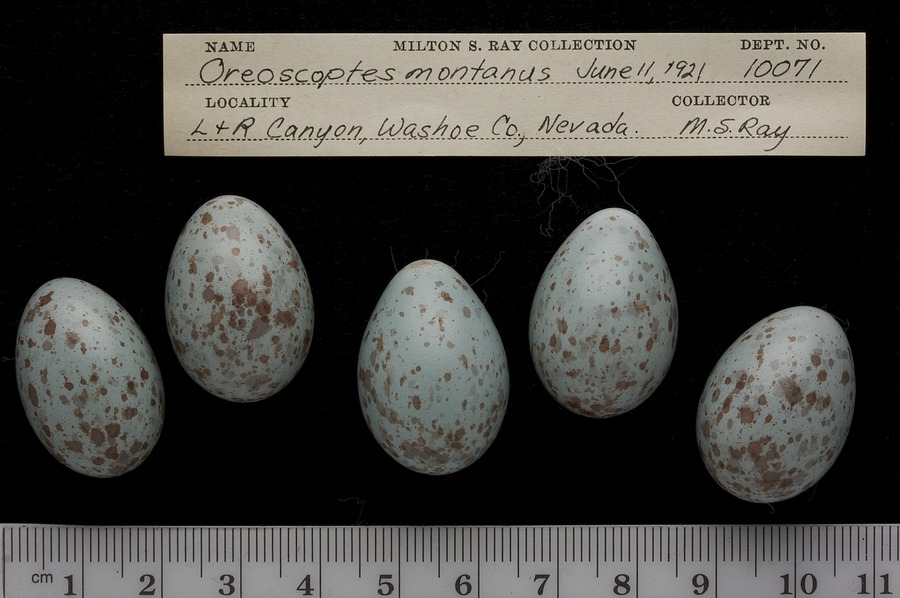 NAME MILTON S. RAY COLLECTION DEPT. NO.
Oreoscoptes montanus June 11, 1921 10071
LOCALITY COLLECTOR
L+R Canyon, Washoe Co., Nevada. M.S. Ray
cm 1 2 3 4 5 6 7 8 9 10 11